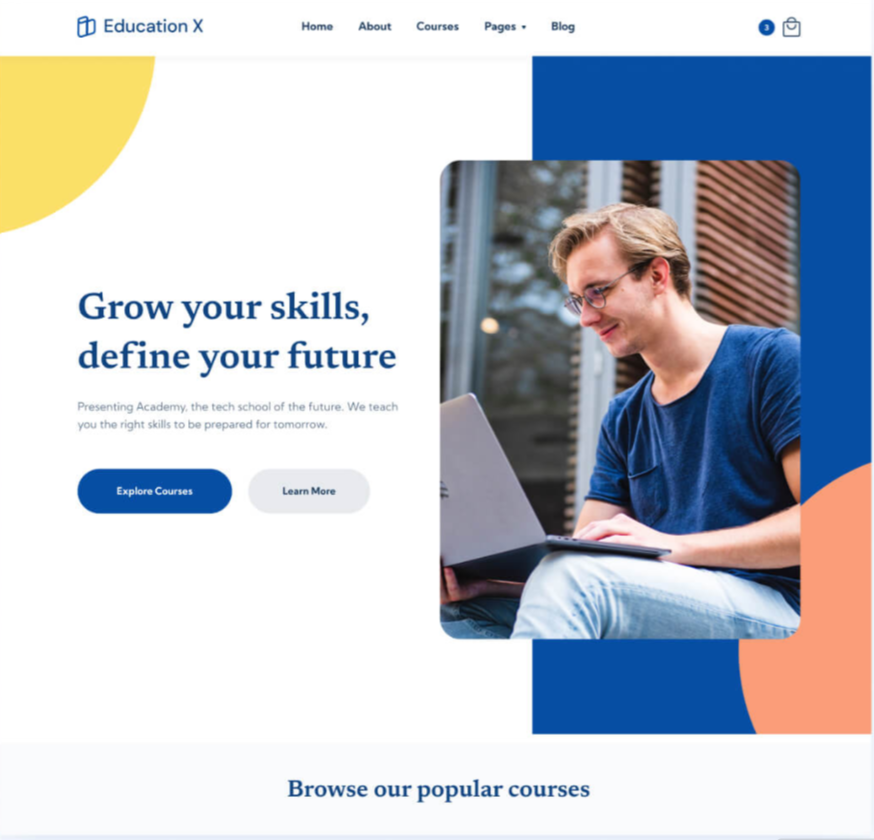 Education X
Home About Courses Pages Blog
3
Grow your skills,
define your future
Presenting Academy, the tech school of the future. We teach
you the right skills to be prepared for tomorrow.
Explore Courses Learn More
Browse our popular courses